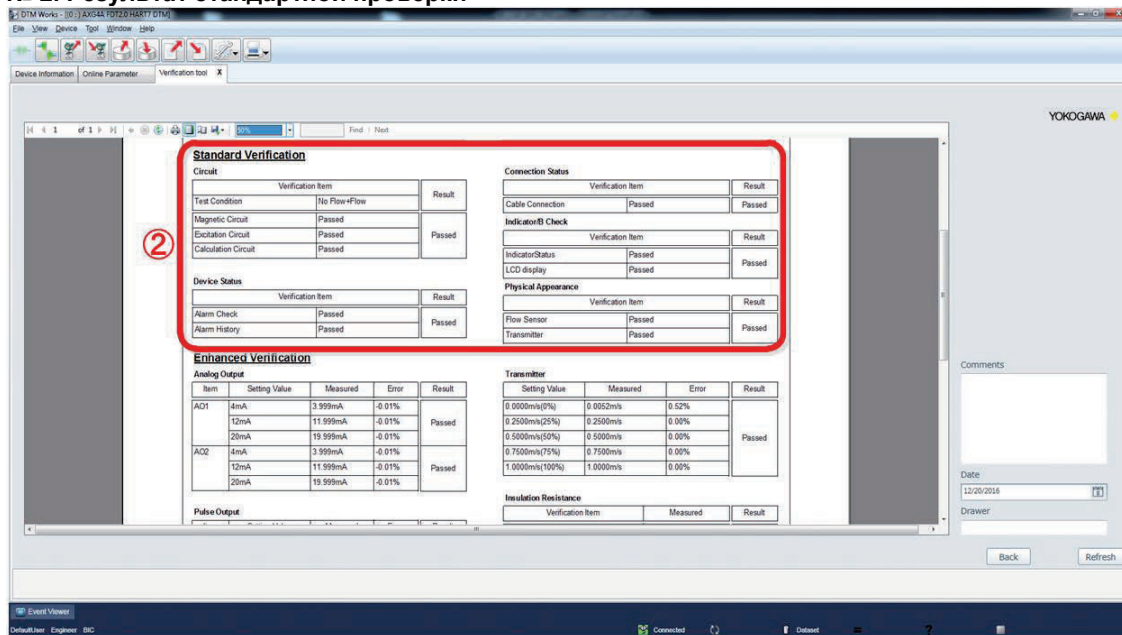 № 2. Результат стандартной проверки
DTM Works - [(0 : ) AXG4A FDT2.0 HART7 DTM]
File View Device Tool Window Help
Device Information Online Parameter Verification tool X
YOKOGAWA
1 of 1 50% Find | Next
Standard Verification
Circuit
Verification Item Result
Test Condition No Flow+Flow
Magnetic Circuit Passed
Excitation Circuit Passed Passed
Calculation Circuit Passed
Device Status
Verification Item Result
Alarm Check Passed
Alarm History Passed Passed
Connection Status
Verification Item Result
Cable Connection Passed Passed
Indicator/B Check
Verification Item Result
IndicatorStatus Passed
LCD display Passed Passed
Physical Appearance
Verification Item Result
Flow Sensor Passed
Transmitter Passed Passed
②
Enhanced Verification
Analog Output
Item Setting Value Measured Error Result
AO1 4mA 3.999mA -0.01%
12mA 11.999mA -0.01% Passed
20mA 19.999mA -0.01%
AO2 4mA 3.999mA -0.01%
12mA 11.999mA -0.01% Passed
20mA 19.999mA -0.01%
Pulse Output
Transmitter
Setting Value Measured Error Result
0.0000m/s(0%) 0.0052m/s 0.52%
0.2500m/s(25%) 0.2500m/s 0.00%
0.5000m/s(50%) 0.5000m/s 0.00% Passed
0.7500m/s(75%) 0.7500m/s 0.00%
1.0000m/s(100%) 1.0000m/s 0.00%
Insulation Resistance
Verification Item Measured Result
Comments
Date
12/20/2016
Drawer
Back Refresh
Event Viewer
DefaultUser Engineer BIC Connected Dataset = ?